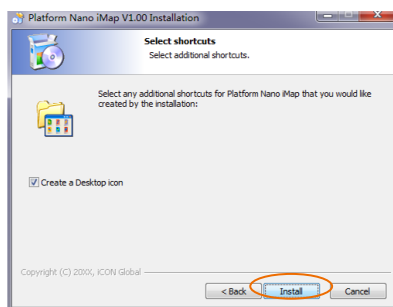 Platform Nano iMap V1.00 Installation
Select shortcuts
Select additional shortcuts.
Select any additional shortcuts for Platform Nano iMap that you would like
created by the installation:
Create a Desktop icon
Copyright (C) 20XX, iCON Global
< Back Install Cancel